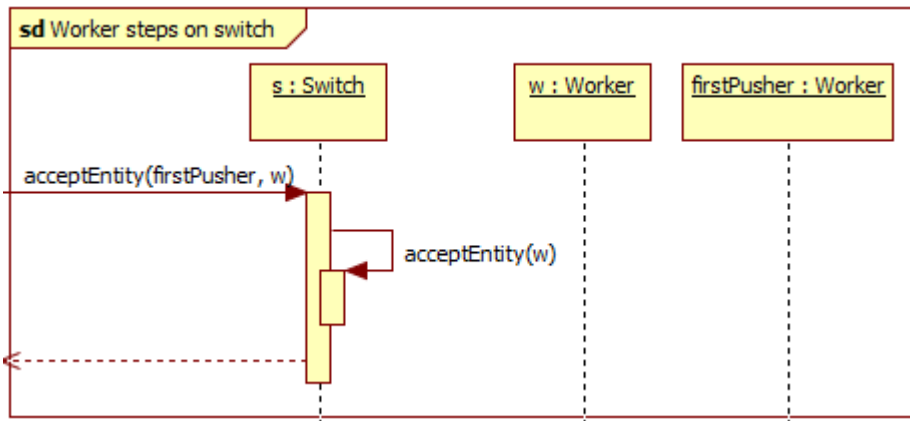 sd Worker steps on switch
s : Switch
w : Worker
firstPusher : Worker
acceptEntity(firstPusher, w)
acceptEntity(w)